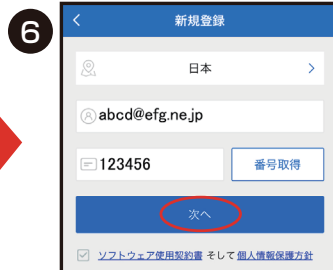 6
新規登録
日本
abcd@efg.ne.jp
123456
番号取得
次へ
ソフトウェア使用契約書 そして 個人情報保護方針